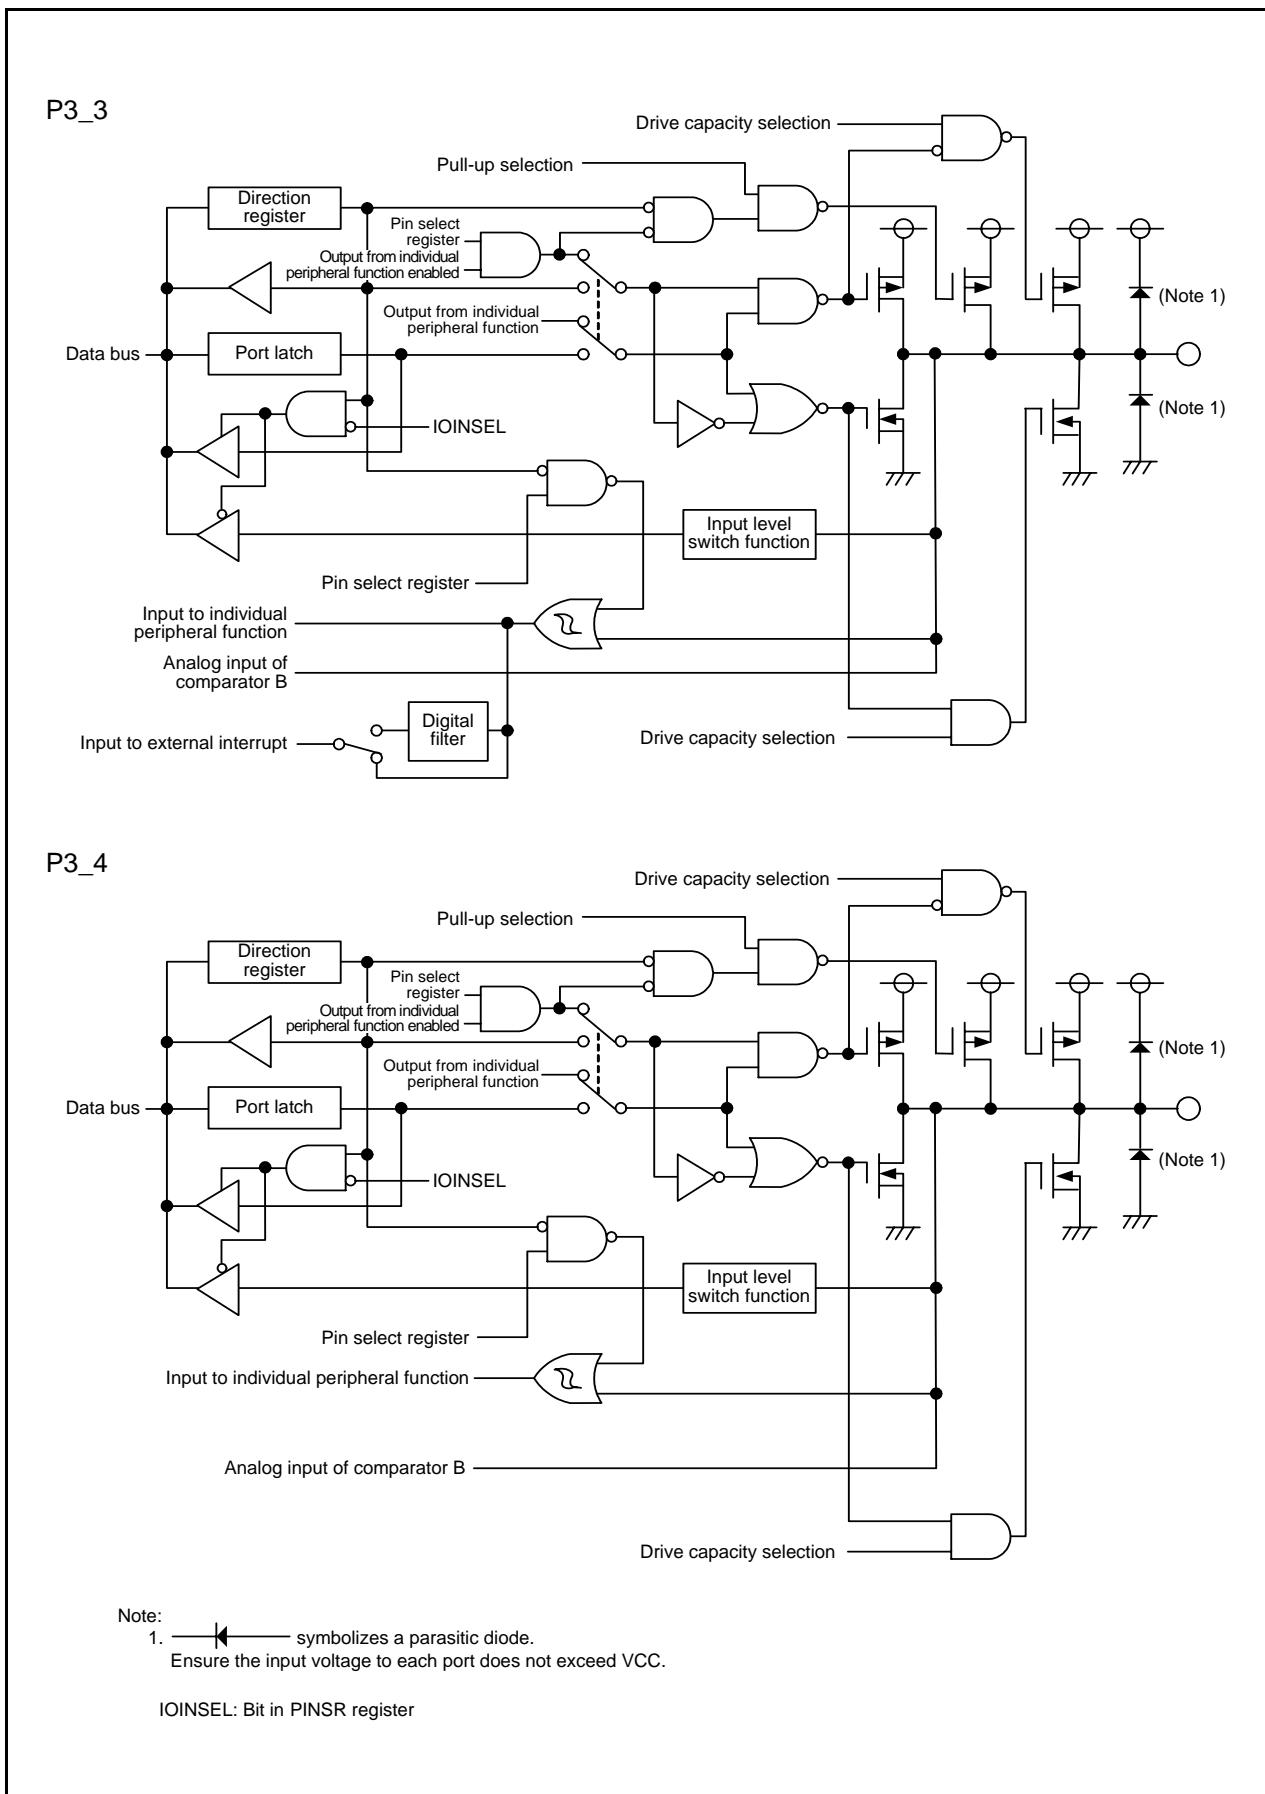 P3_3
Drive capacity selection
Pull-up selection
Direction
register
Pin select
register
Output from individual
peripheral function enabled
(Note 1)
Output from individual
peripheral function
Data bus
Port latch
(Note 1)
IOINSEL
Input level
switch function
Pin select register
Input to individual
peripheral function
Analog input of
comparator B
Digital
filter
Input to external interrupt
Drive capacity selection
P3_4
Drive capacity selection
Pull-up selection
Direction
register
Pin select
register
Output from individual
peripheral function enabled
(Note 1)
Output from individual
peripheral function
Data bus
Port latch
(Note 1)
IOINSEL
Input level
switch function
Pin select register
Input to individual peripheral function
Analog input of comparator B
Drive capacity selection
Note:
1. symbolizes a parasitic diode.
Ensure the input voltage to each port does not exceed VCC.
IOINSEL: Bit in PINSR register